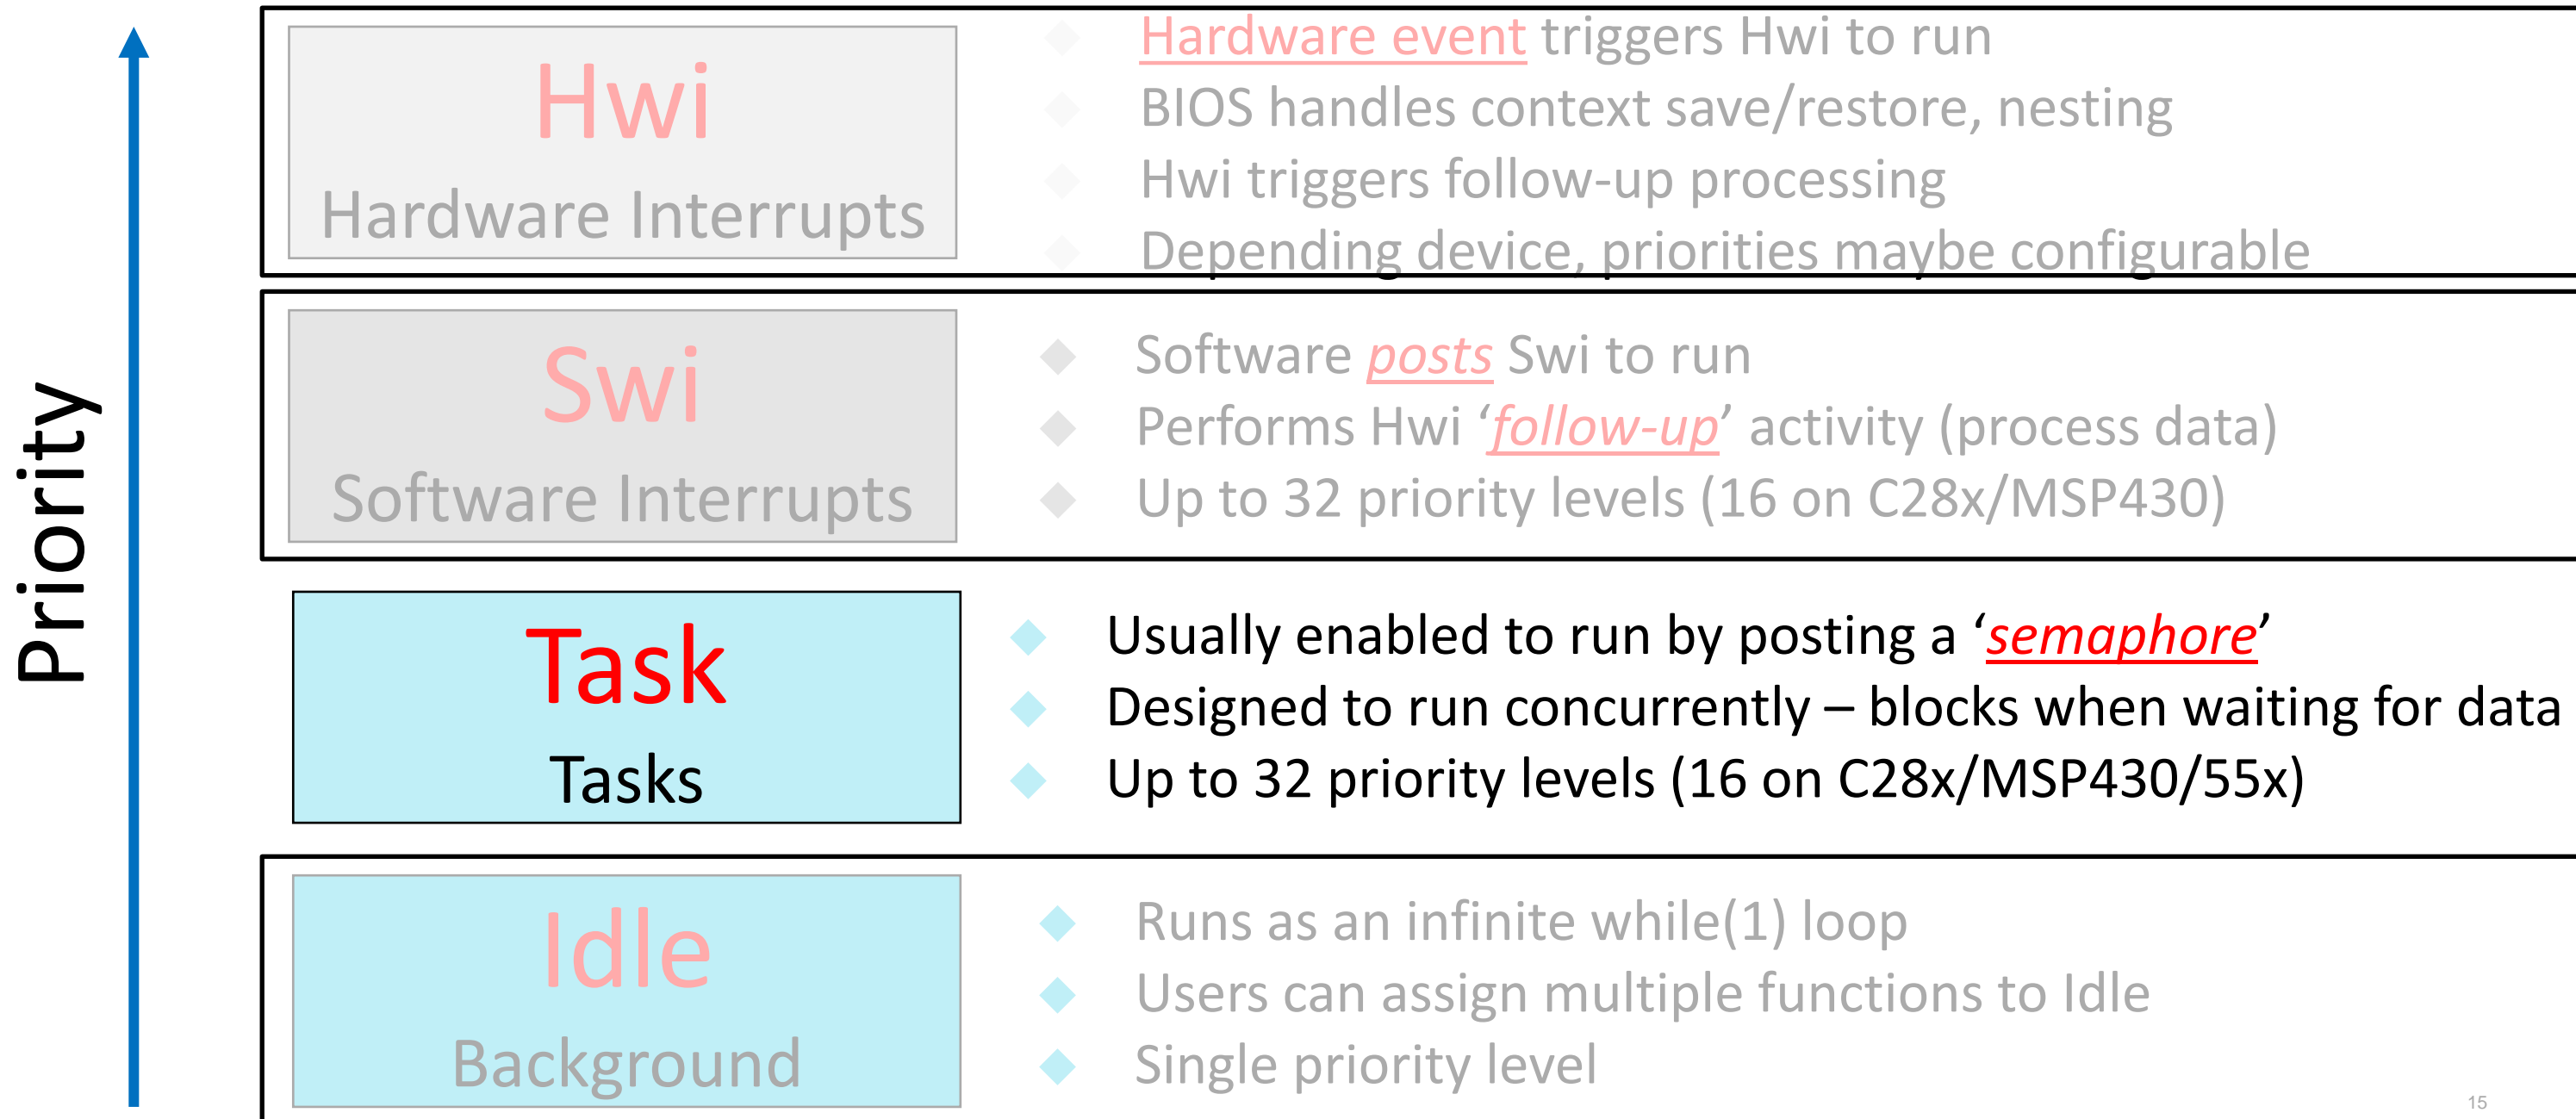 Priority
Hwi
Hardware Interrupts
Hardware event triggers Hwi to run
BIOS handles context save/restore, nesting
Hwi triggers follow-up processing
Depending device, priorities maybe configurable
Swi
Software Interrupts
Software posts Swi to run
Performs Hwi ‘follow-up’ activity (process data)
Up to 32 priority levels (16 on C28x/MSP430)
Task
Tasks
Usually enabled to run by posting a ‘semaphore’
Designed to run concurrently – blocks when waiting for data
Up to 32 priority levels (16 on C28x/MSP430/55x)
Idle
Background
Runs as an infinite while(1) loop
Users can assign multiple functions to Idle
Single priority level
15